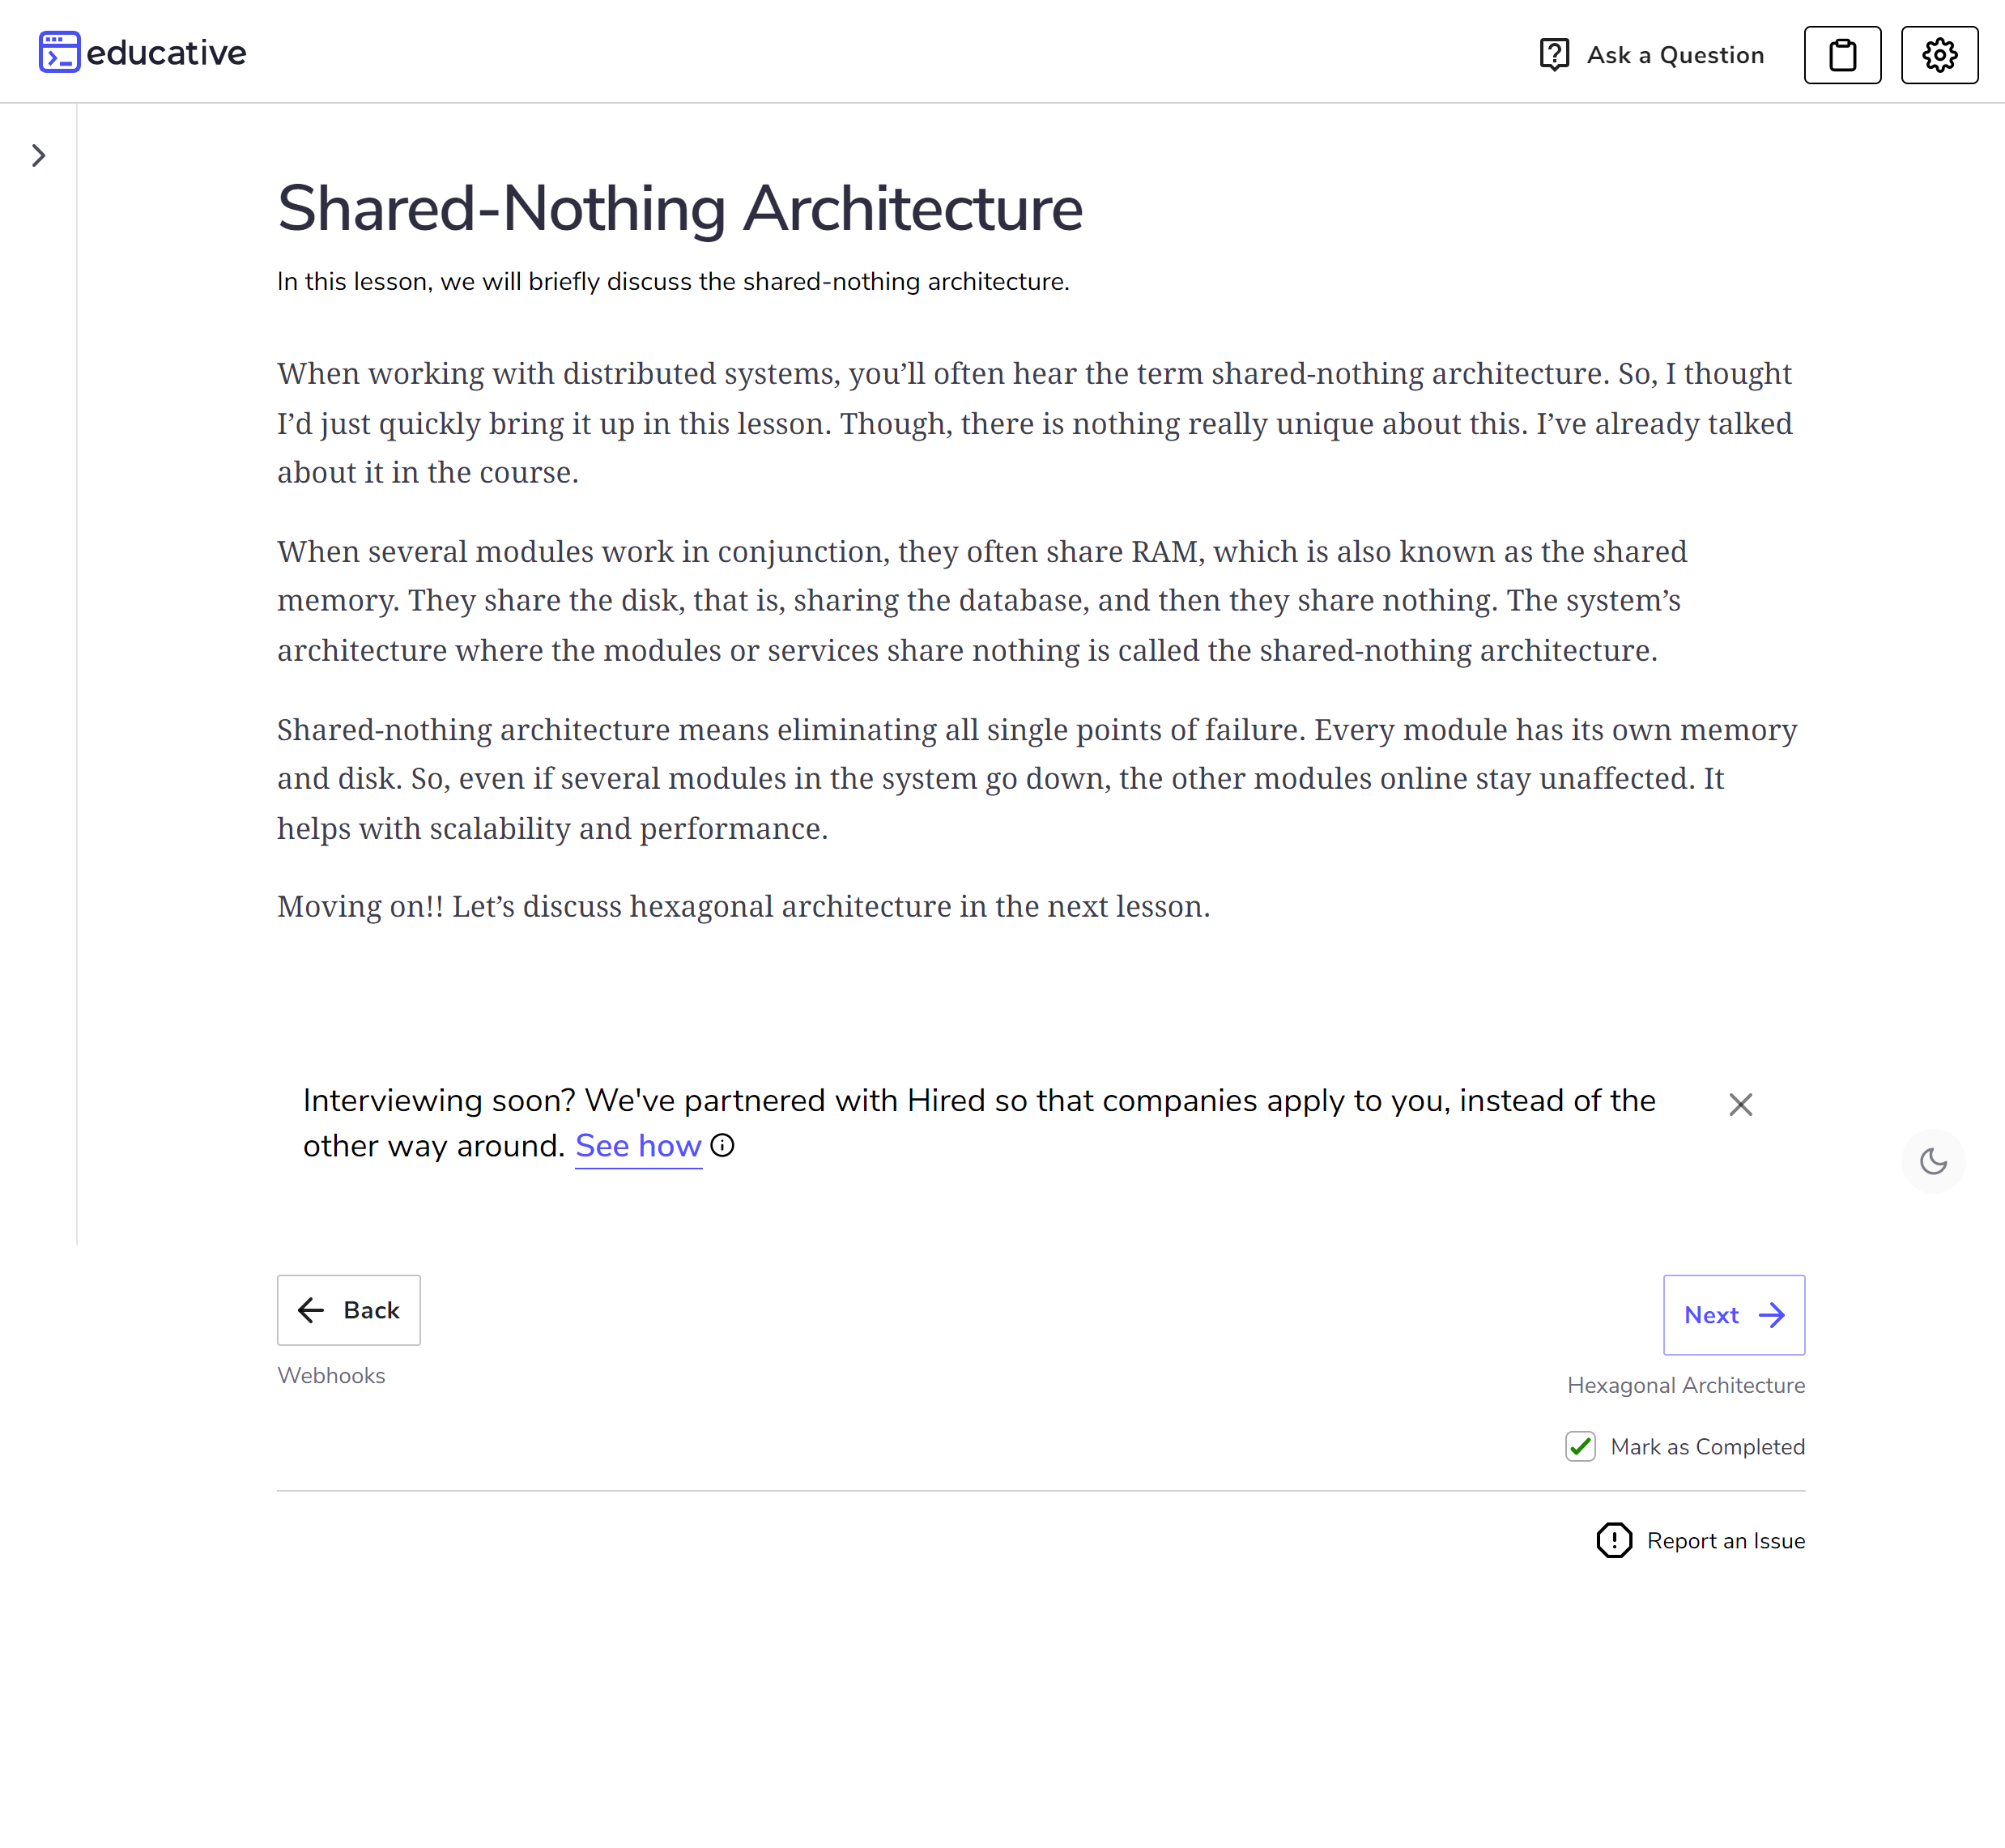 educative
Ask a Question
Shared-Nothing Architecture
In this lesson, we will briefly discuss the shared-nothing architecture.
When working with distributed systems, you’ll often hear the term shared-nothing architecture. So, I thought
I’d just quickly bring it up in this lesson. Though, there is nothing really unique about this. I’ve already talked
about it in the course.
When several modules work in conjunction, they often share RAM, which is also known as the shared
memory. They share the disk, that is, sharing the database, and then they share nothing. The system’s
architecture where the modules or services share nothing is called the shared-nothing architecture.
Shared-nothing architecture means eliminating all single points of failure. Every module has its own memory
and disk. So, even if several modules in the system go down, the other modules online stay unaffected. It
helps with scalability and performance.
Moving on!! Let’s discuss hexagonal architecture in the next lesson.
Interviewing soon? We've partnered with Hired so that companies apply to you, instead of the
other way around. See how
Back
Next
Webhooks
Hexagonal Architecture
Mark as Completed
Report an Issue